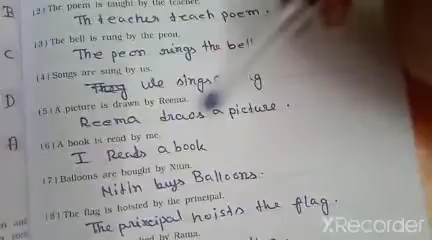 B (2) The poem is taught by the teacher.
Th teacher teach poem.
(3) The bell is rung by the peon.
C The peon rings the bell
(4) Songs are sung by us.
We sings
D (5) A picture is drawn by Reema.
Reema draos a picture.
A (6) A book is read by me.
I Reads a book
(7) Balloons are bought by Nitin.
Nitin buys Balloons.
(8) The flag is hoisted by the principal.
The principal hoists the flag.
by Rama.
XRecorder